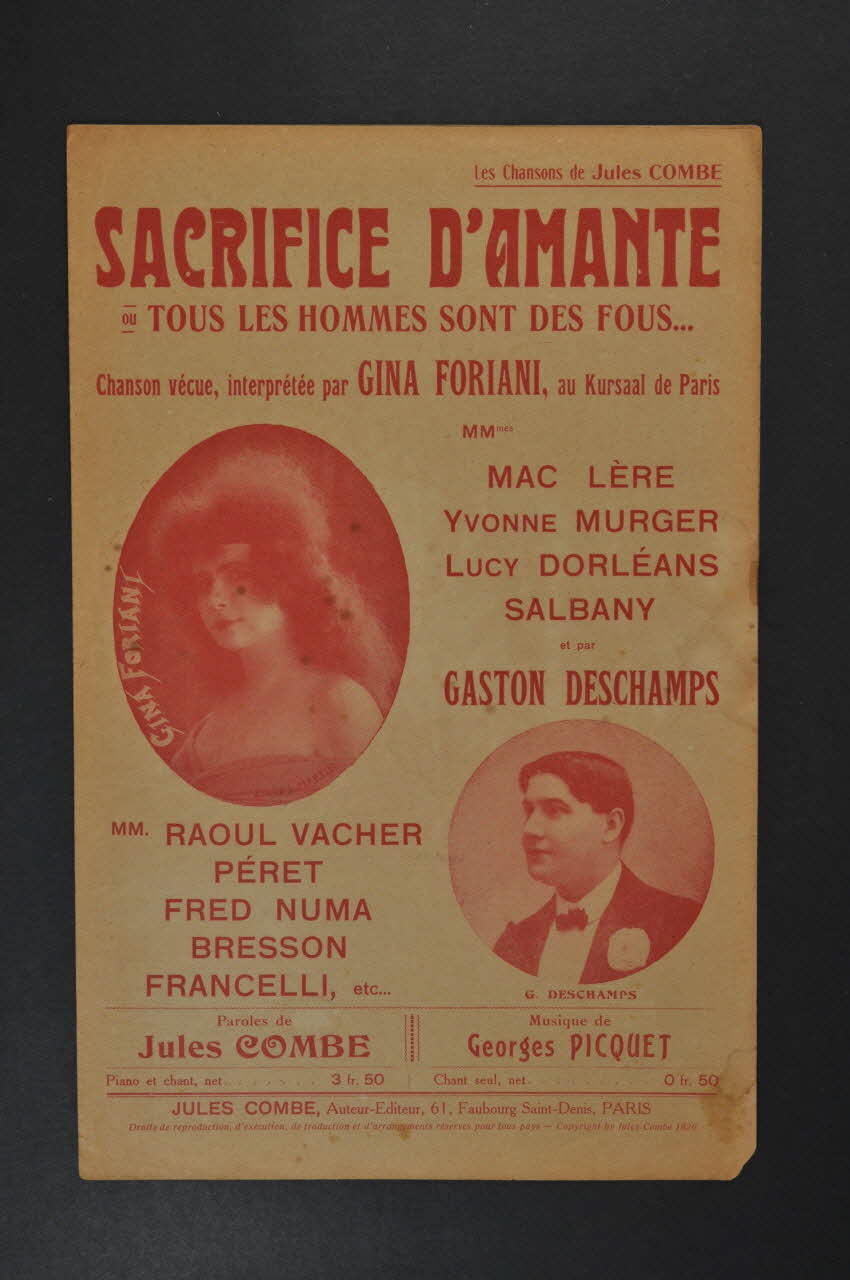 Les Chansons de Jules COMBE
SACRIFICE D'AMANTE
ou TOUS LES HOMMES SONT DES FOUS...
Chanson vécue, interprétée par GINA FORIANI, au Kursaal de Paris
MMmes
MAC LÈRE
YVONNE MURGER
LUCY DORLÉANS
SALBANY
et par
GASTON DESCHAMPS
GINA FORIANI
MM. RAOUL VACHER
PÉRET
FRED NUMA
BRESSON
FRANCELLI, etc...
G. DESCHAMPS
Paroles de
Jules COMBE
Musique de
Georges PICQUET
Piano et chant, net........ 3 fr. 50
Chant seul, net.......... 0 fr. 50
JULES COMBE, Auteur-Editeur, 61, Faubourg Saint-Denis, PARIS
Droits de reproduction, d'exécution, de traduction et d'arrangements réservés pour tous pays — Copyright by Jules Combe